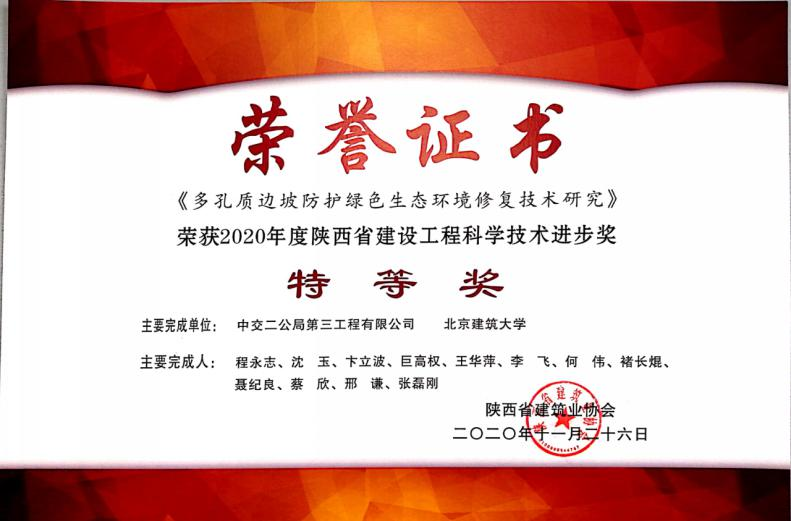 荣誉证书
《多孔质边坡防护绿色生态环境修复技术研究》
荣获2020年度陕西省建设工程科学技术进步奖
特等奖
主要完成单位： 中交二公局第三工程有限公司 北京建筑大学
主要完成人： 程永志、沈 玉、卞立波、巨高权、王华萍、李 飞、何 伟、褚长焜、
聂纪良、蔡 欣、邢 谦、张磊刚
陕西省建筑业协会
二〇二〇年十一月二十六日